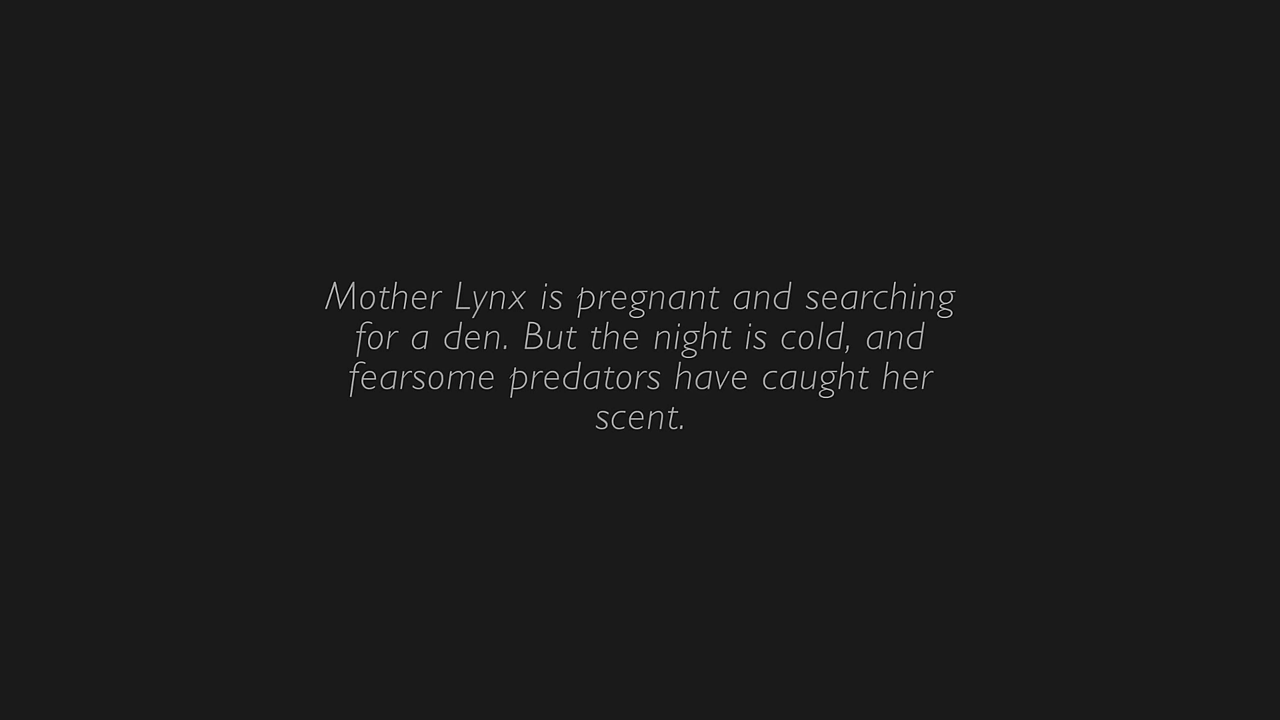 Mother Lynx is pregnant and searching
for a den. But the night is cold, and
fearsome predators have caught her
scent.